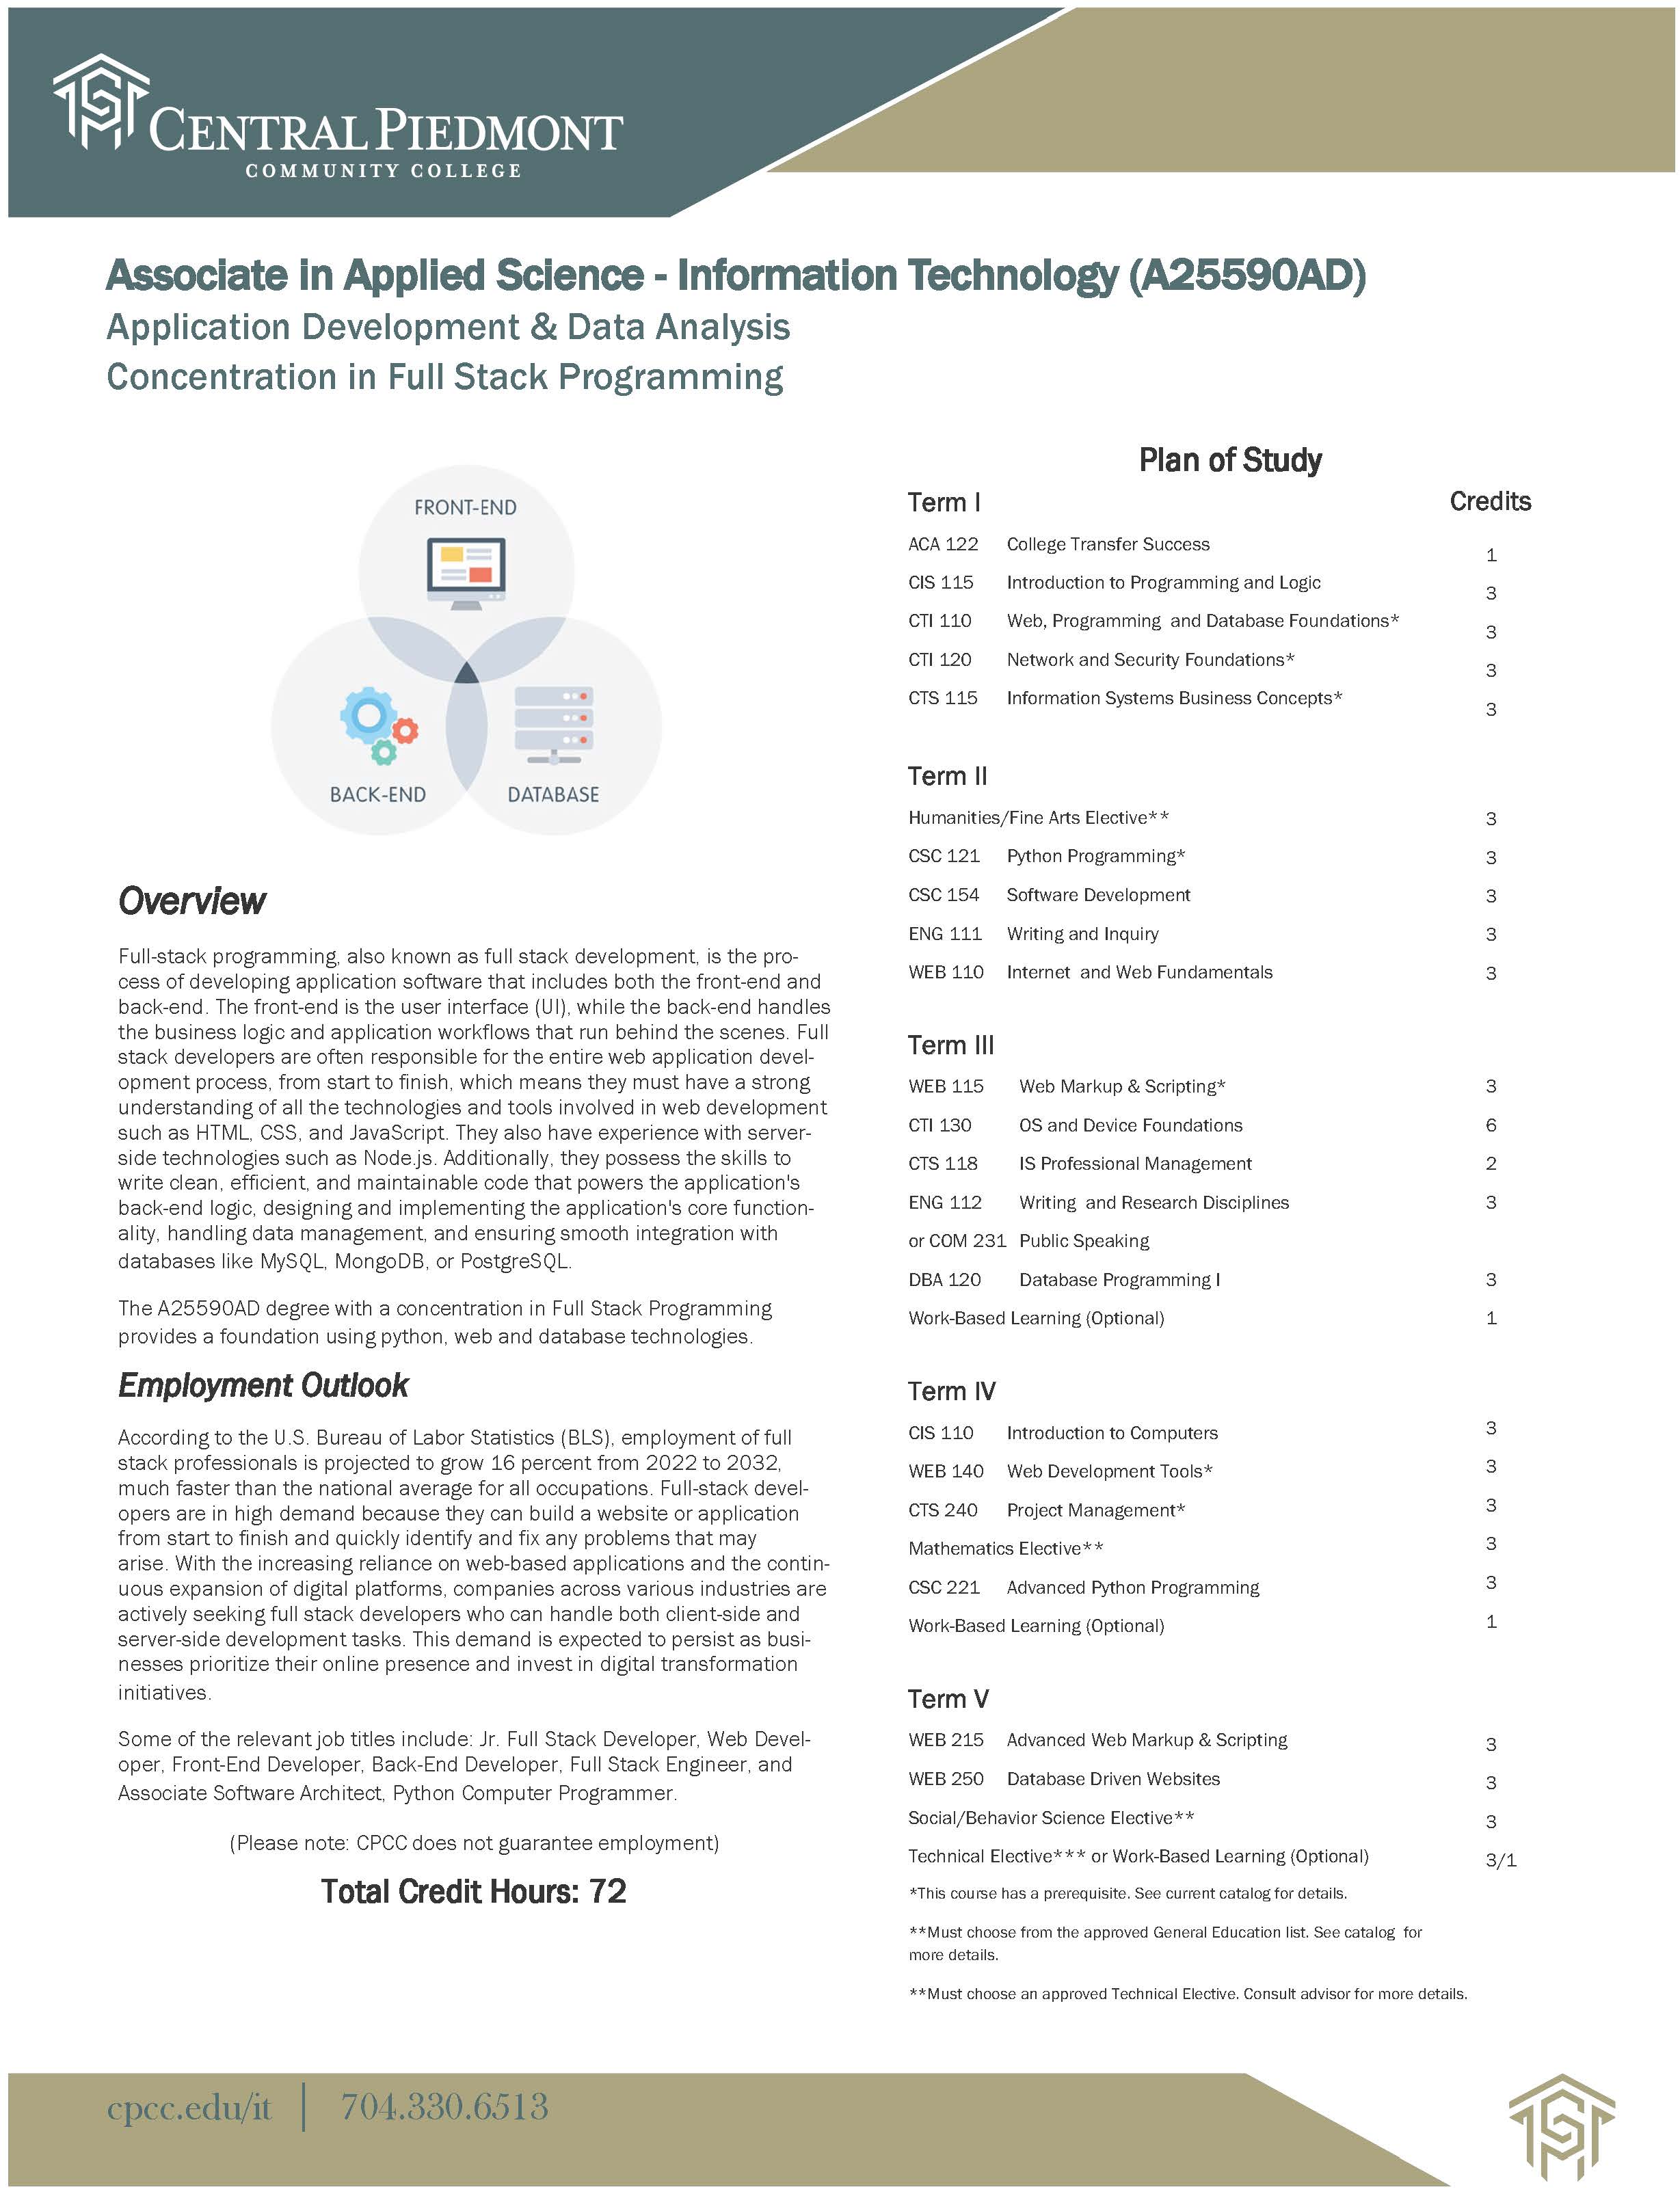 CENTRAL PIEDMONT
COMMUNITY COLLEGE
Associate in Applied Science - Information Technology (A25590AD)
Application Development & Data Analysis
Concentration in Full Stack Programming
FRONT-END
BACK-END
DATABASE
Overview
Full-stack programming, also known as full stack development, is the pro-
cess of developing application software that includes both the front-end and
back-end. The front-end is the user interface (UI), while the back-end handles
the business logic and application workflows that run behind the scenes. Full
stack developers are often responsible for the entire web application devel-
opment process, from start to finish, which means they must have a strong
understanding of all the technologies and tools involved in web development
such as HTML, CSS, and JavaScript. They also have experience with server-
side technologies such as Node.js. Additionally, they possess the skills to
write clean, efficient, and maintainable code that powers the application's
back-end logic, designing and implementing the application's core function-
ality, handling data management, and ensuring smooth integration with
databases like MySQL, MongoDB, or PostgreSQL.
The A25590AD degree with a concentration in Full Stack Programming
provides a foundation using python, web and database technologies.
Employment Outlook
According to the U.S. Bureau of Labor Statistics (BLS), employment of full
stack professionals is projected to grow 16 percent from 2022 to 2032,
much faster than the national average for all occupations. Full-stack devel-
opers are in high demand because they can build a website or application
from start to finish and quickly identify and fix any problems that may
arise. With the increasing reliance on web-based applications and the contin-
uous expansion of digital platforms, companies across various industries are
actively seeking full stack developers who can handle both client-side and
server-side development tasks. This demand is expected to persist as busi-
nesses prioritize their online presence and invest in digital transformation
initiatives.
Some of the relevant job titles include: Jr. Full Stack Developer, Web Devel-
oper, Front-End Developer, Back-End Developer, Full Stack Engineer, and
Associate Software Architect, Python Computer Programmer.
(Please note: CPCC does not guarantee employment)
Total Credit Hours: 72
Plan of Study
Term I Credits
ACA 122 College Transfer Success 1
CIS 115 Introduction to Programming and Logic 3
CTI 110 Web, Programming and Database Foundations* 3
CTI 120 Network and Security Foundations* 3
CTS 115 Information Systems Business Concepts* 3
Term II
Humanities/Fine Arts Elective** 3
CSC 121 Python Programming* 3
CSC 154 Software Development 3
ENG 111 Writing and Inquiry 3
WEB 110 Internet and Web Fundamentals 3
Term III
WEB 115 Web Markup & Scripting* 3
CTI 130 OS and Device Foundations 6
CTS 118 IS Professional Management 2
ENG 112 Writing and Research Disciplines 3
or COM 231 Public Speaking
DBA 120 Database Programming I 3
Work-Based Learning (Optional) 1
Term IV
CIS 110 Introduction to Computers 3
WEB 140 Web Development Tools* 3
CTS 240 Project Management* 3
Mathematics Elective** 3
CSC 221 Advanced Python Programming 3
Work-Based Learning (Optional) 1
Term V
WEB 215 Advanced Web Markup & Scripting 3
WEB 250 Database Driven Websites 3
Social/Behavior Science Elective** 3
Technical Elective*** or Work-Based Learning (Optional) 3/1
*This course has a prerequisite. See current catalog for details.
**Must choose from the approved General Education list. See catalog for
more details.
**Must choose an approved Technical Elective. Consult advisor for more details.
cpcc.edu/it | 704.330.6513